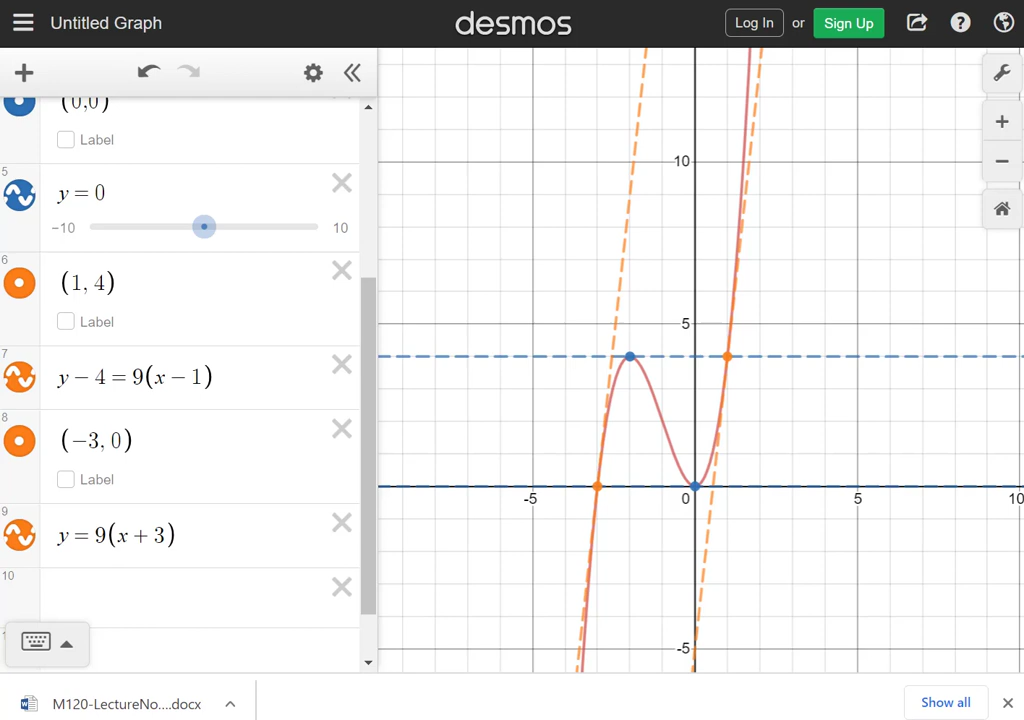 Untitled Graph
desmos
Log In or Sign Up
(0,0)
Label
5
y = 0
−10 10
6
(1, 4)
Label
7
y − 4 = 9(x − 1)
8
(−3, 0)
Label
9
y = 9(x + 3)
10
10
5
-5 0 5 10
-5
M120-LectureNo....docx
Show all